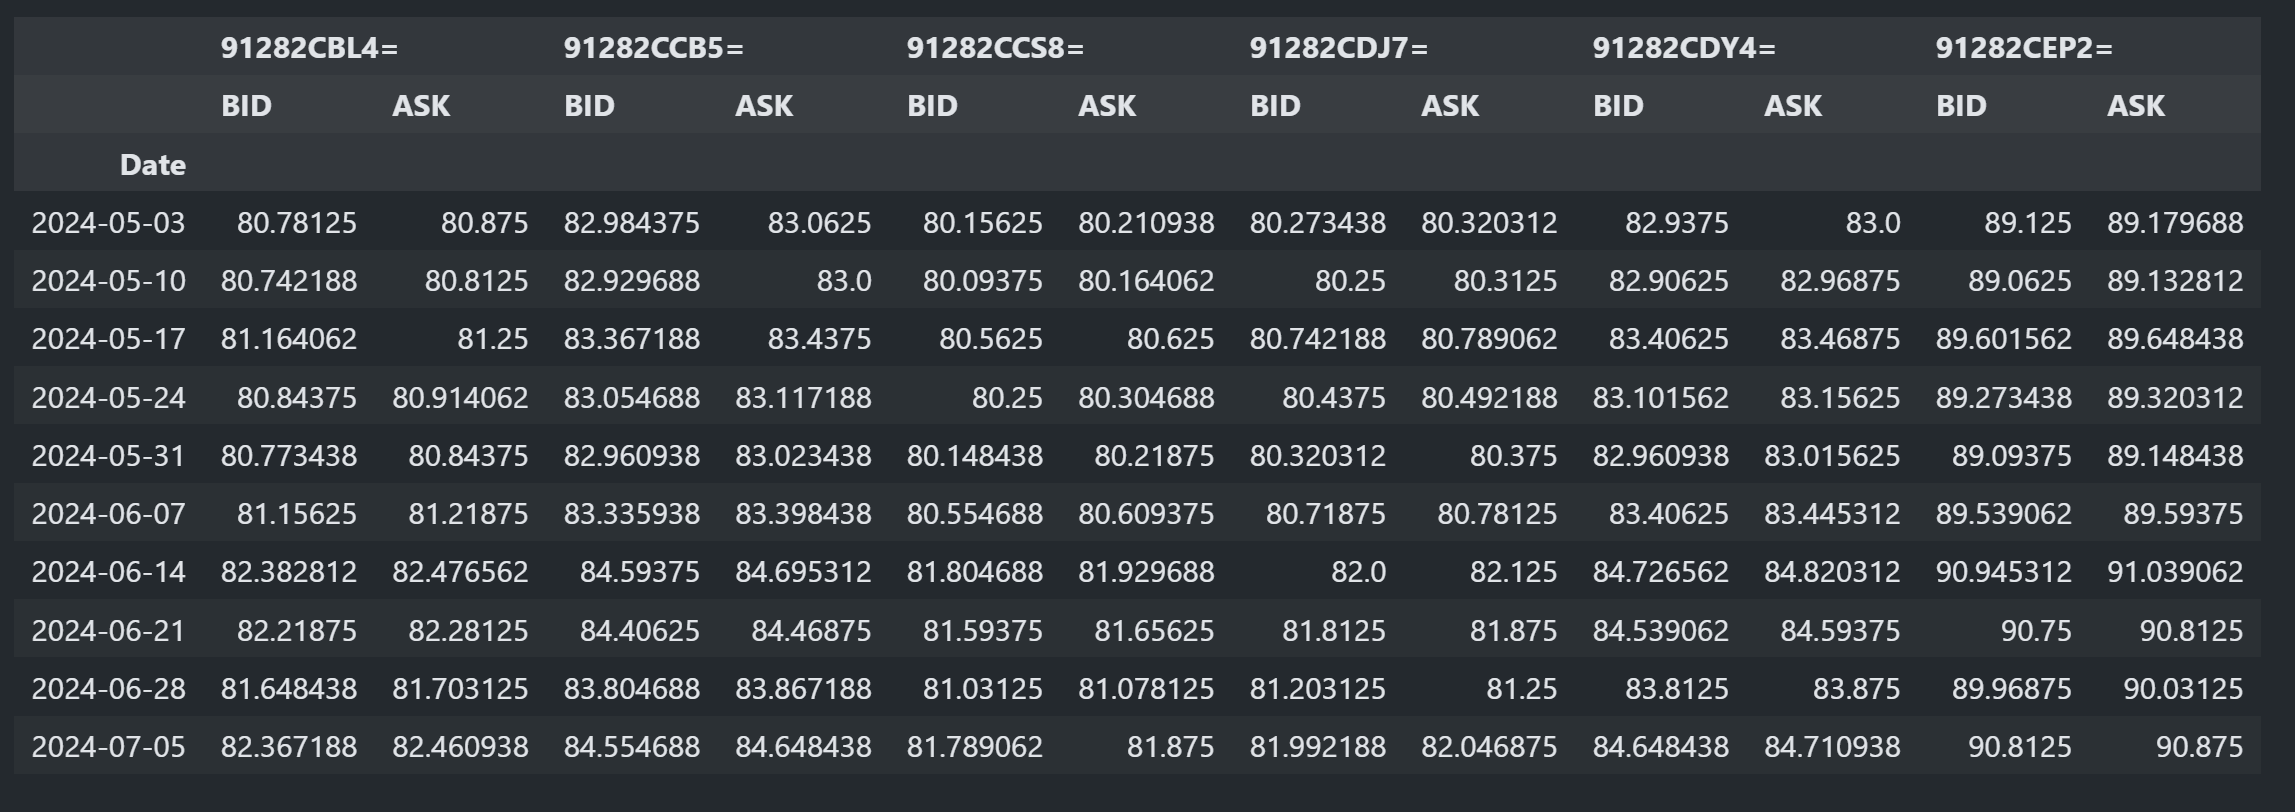 91282CBL4= 91282CCB5= 91282CCS8= 91282CDJ7= 91282CDY4= 91282CEP2=
BID ASK BID ASK BID ASK BID ASK BID ASK BID ASK
Date
2024-05-03 80.78125 80.875 82.984375 83.0625 80.15625 80.210938 80.273438 80.320312 82.9375 83.0 89.125 89.179688
2024-05-10 80.742188 80.8125 82.929688 83.0 80.09375 80.164062 80.25 80.3125 82.90625 82.96875 89.0625 89.132812
2024-05-17 81.164062 81.25 83.367188 83.4375 80.5625 80.625 80.742188 80.789062 83.40625 83.46875 89.601562 89.648438
2024-05-24 80.84375 80.914062 83.054688 83.117188 80.25 80.304688 80.4375 80.492188 83.101562 83.15625 89.273438 89.320312
2024-05-31 80.773438 80.84375 82.960938 83.023438 80.148438 80.21875 80.320312 80.375 82.960938 83.015625 89.09375 89.148438
2024-06-07 81.15625 81.21875 83.335938 83.398438 80.554688 80.609375 80.71875 80.78125 83.40625 83.445312 89.539062 89.59375
2024-06-14 82.382812 82.476562 84.59375 84.695312 81.804688 81.929688 82.0 82.125 84.726562 84.820312 90.945312 91.039062
2024-06-21 82.21875 82.28125 84.40625 84.46875 81.59375 81.65625 81.8125 81.875 84.539062 84.59375 90.75 90.8125
2024-06-28 81.648438 81.703125 83.804688 83.867188 81.03125 81.078125 81.203125 81.25 83.8125 83.875 89.96875 90.03125
2024-07-05 82.367188 82.460938 84.554688 84.648438 81.789062 81.875 81.992188 82.046875 84.648438 84.710938 90.8125 90.875